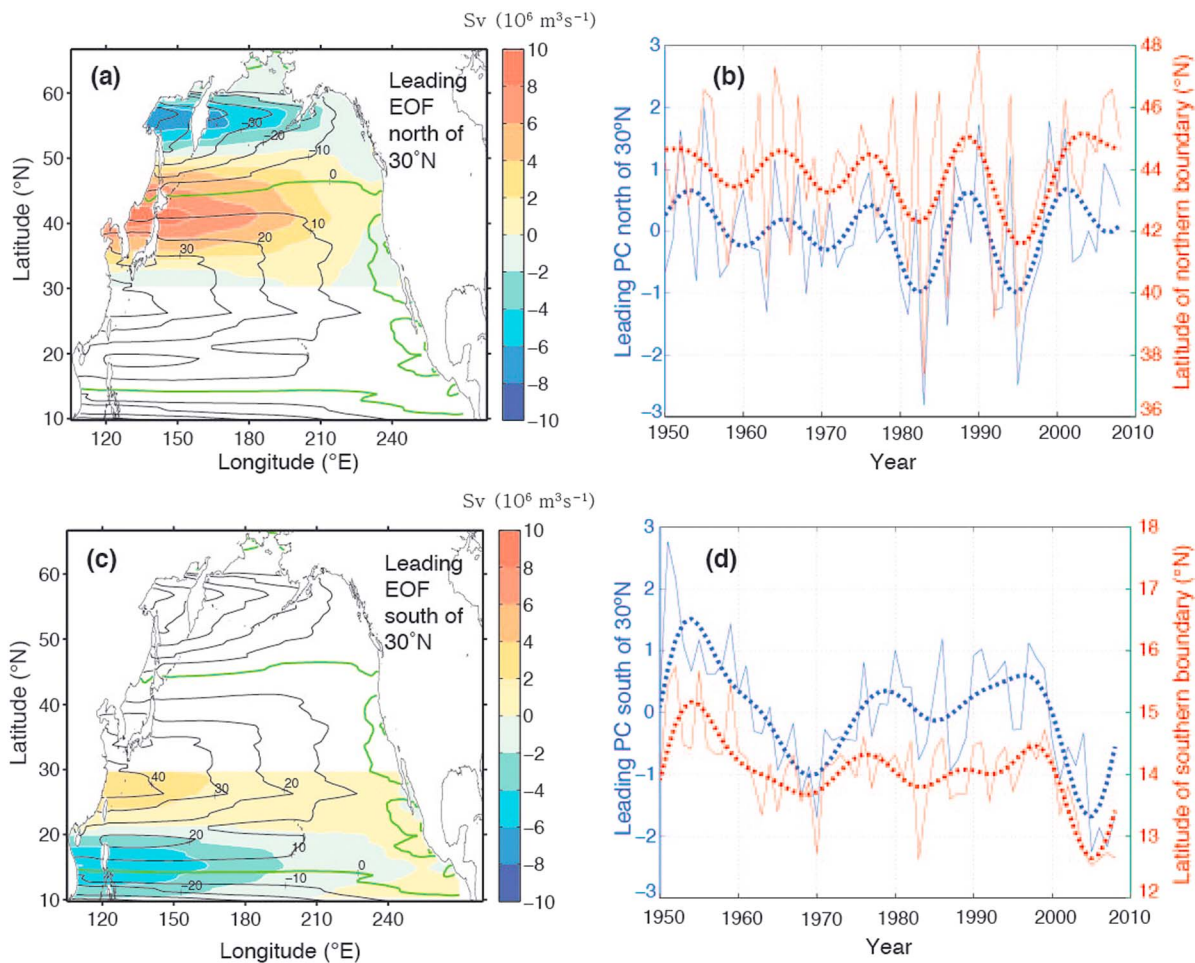 Sv (10⁶ m³s⁻¹)
(a)
Leading
EOF
north of
30°N
60
50
40
30
20
10
Latitude (°N)
120 150 180 210 240
Longitude (°E)
-30
-20
-10
0
10
20
30
10
8
6
4
2
0
-2
-4
-6
-8
-10
(b)
Leading PC north of 30°N
3
2
1
0
-1
-2
-3
Latitude of northern boundary (°N)
48
46
44
42
40
38
36
1950 1960 1970 1980 1990 2000 2010
Year
Sv (10⁶ m³s⁻¹)
(c)
Leading
EOF
south of
30°N
60
50
40
30
20
10
Latitude (°N)
120 150 180 210 240
Longitude (°E)
40
30
20
20
10
-10
0
-20
-10
10
8
6
4
2
0
-2
-4
-6
-8
-10
(d)
Leading PC south of 30°N
3
2
1
0
-1
-2
-3
Latitude of southern boundary (°N)
18
17
16
15
14
13
12
1950 1960 1970 1980 1990 2000 2010
Year